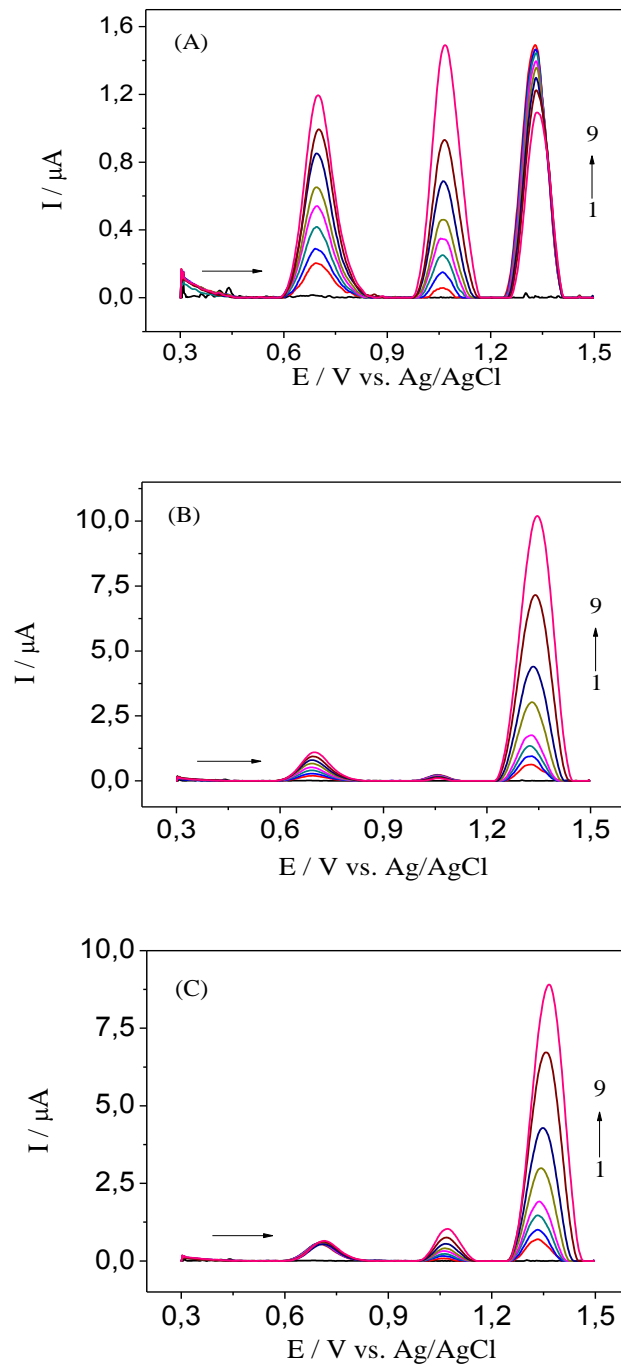 (A)
I / µA
1,6
1,2
0,8
0,4
0,0
9
1
0,3 0,6 0,9 1,2 1,5
E / V vs. Ag/AgCl
(B)
I / µA
10,0
7,5
5,0
2,5
0,0
9
1
0,3 0,6 0,9 1,2 1,5
E / V vs. Ag/AgCl
(C)
I / µA
10,0
7,5
5,0
2,5
0,0
9
1
0,3 0,6 0,9 1,2 1,5
E / V vs. Ag/AgCl